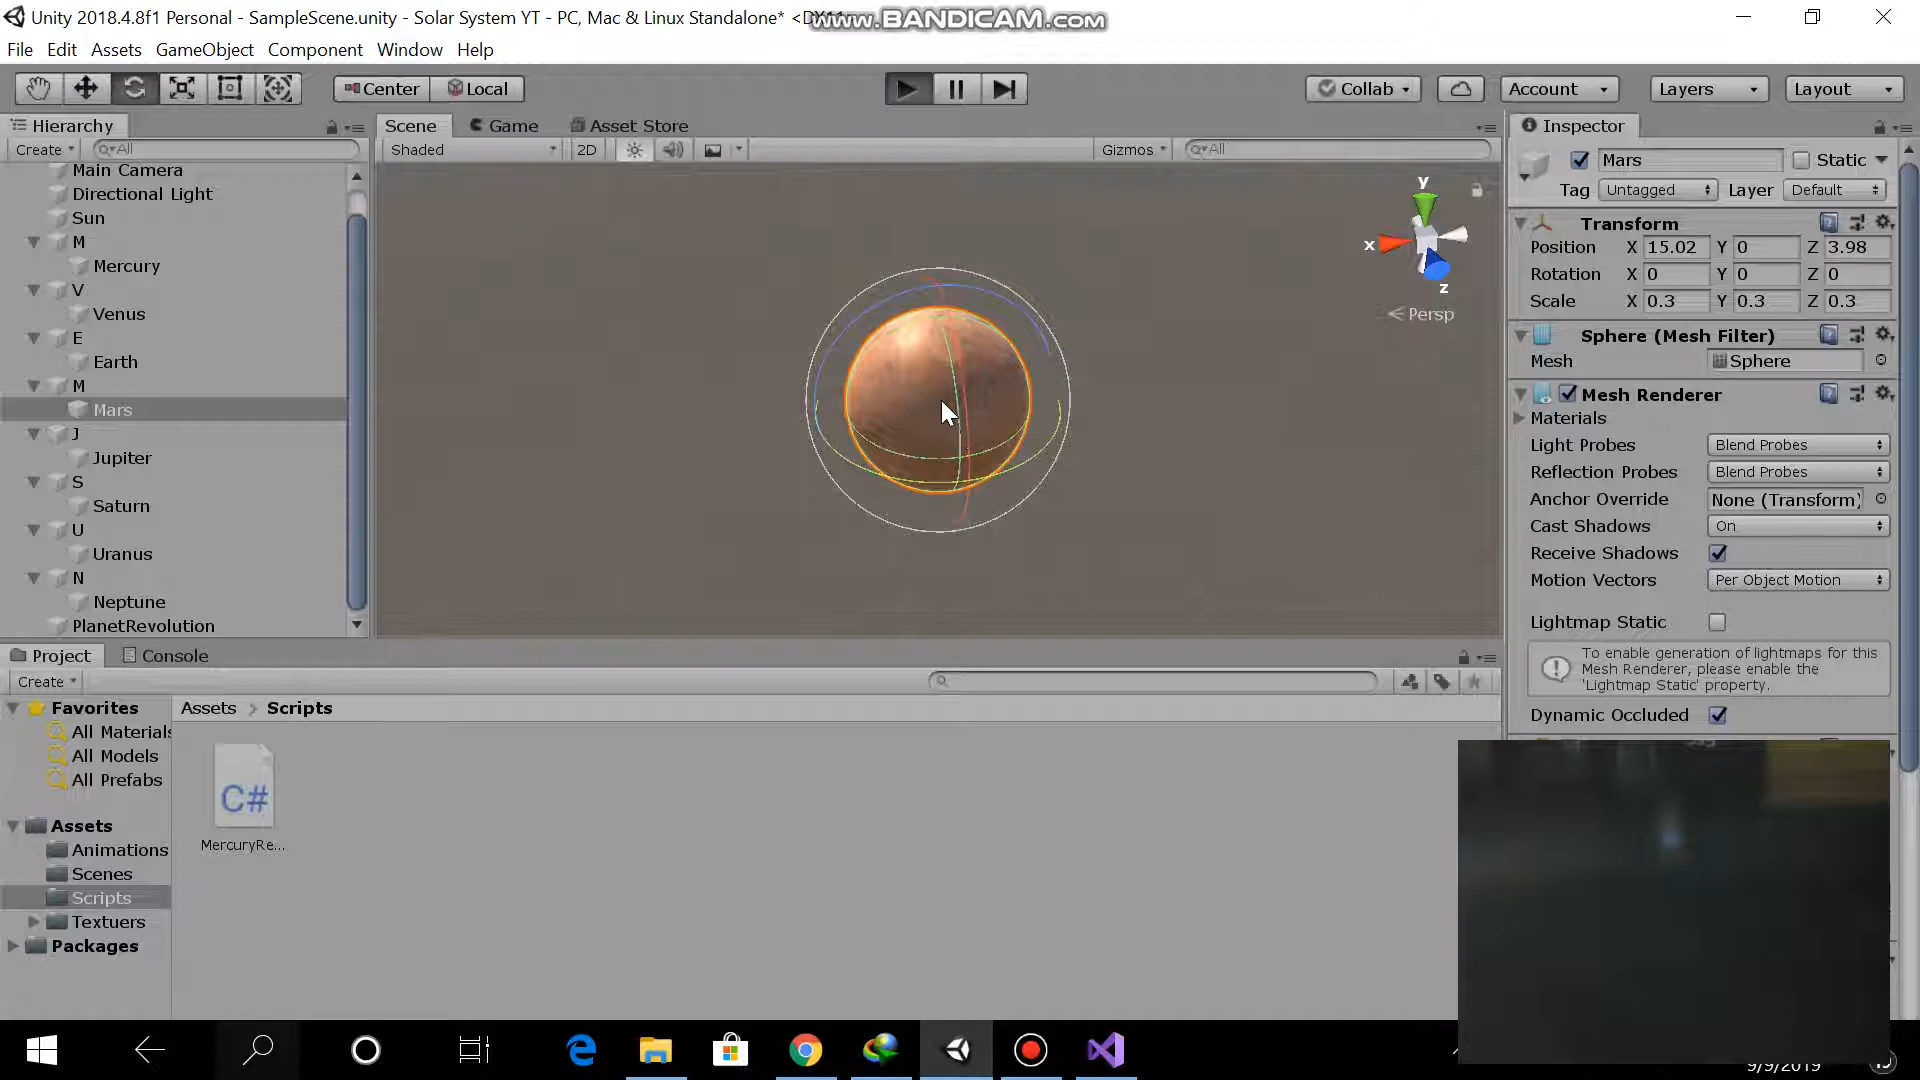 Unity 2018.4.8f1 Personal - SampleScene.unity - Solar System YT - PC, Mac & Linux Standalone* <D
www.BANDICAM.com
File Edit Assets GameObject Component Window Help
Center Local Collab Account Layers Layout
Hierarchy Scene Game Asset Store Inspector
Create All Shaded 2D Gizmos All
Main Camera
Directional Light
Sun
M
Mercury
V
Venus
E
Earth
M
Mars
J
Jupiter
S
Saturn
U
Uranus
N
Neptune
PlanetRevolution
y
x
z
Persp
Mars Static
Tag Untagged Layer Default
Transform
Position X 15.02 Y 0 Z 3.98
Rotation X 0 Y 0 Z 0
Scale X 0.3 Y 0.3 Z 0.3
Sphere (Mesh Filter)
Mesh Sphere
Mesh Renderer
Materials
Light Probes Blend Probes
Reflection Probes Blend Probes
Anchor Override None (Transform)
Cast Shadows On
Receive Shadows
Motion Vectors Per Object Motion
Lightmap Static
To enable generation of lightmaps for this
Mesh Renderer, please enable the
'Lightmap Static' property.
Dynamic Occluded
Project Console
Create
Favorites
All Materials
All Models
All Prefabs
Assets
Animations
Scenes
Scripts
Textuers
Packages
Assets > Scripts
C#
MercuryRe...
9/9/2019